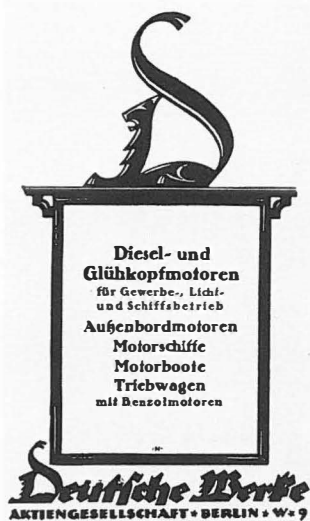 Diesel- und
Glühkopfmotoren
für Gewerbe-, Licht-
und Schiffsbetrieb
Außenbordmotoren
Motorschiffe
Motorboote
Triebwagen
mit Benzolmotoren
Deutsche Werke
AKTIENGESELLSCHAFT * BERLIN * W * 9